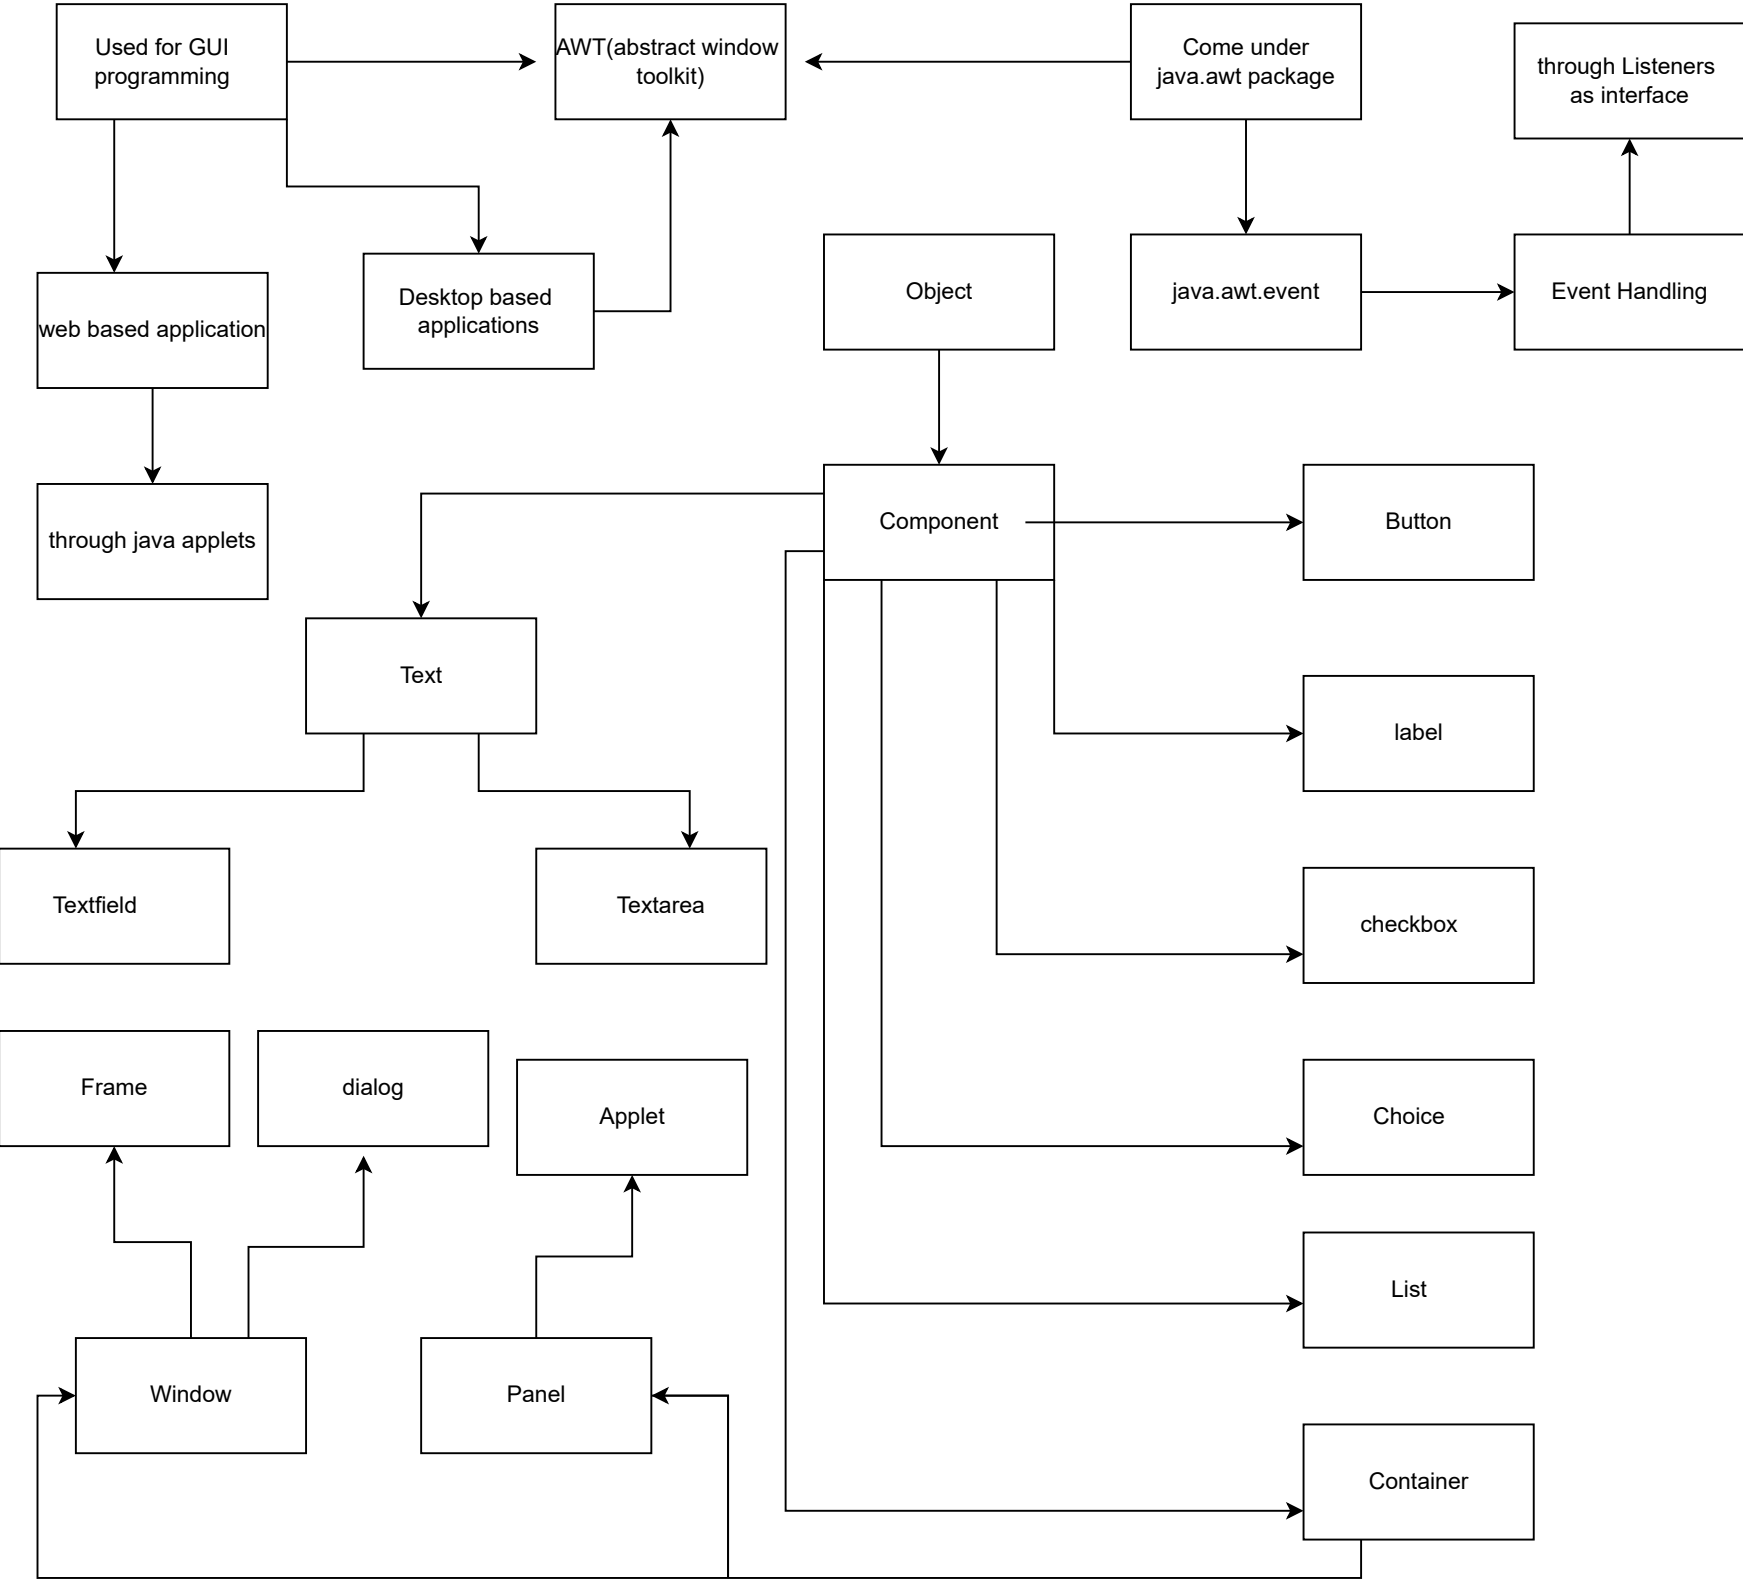 Used for GUI
programming
AWT(abstract window
toolkit)
Come under
java.awt package
through Listeners
as interface
web based application
Desktop based
applications
Object
java.awt.event
Event Handling
through java applets
Component
Button
Text
label
Textfield
Textarea
checkbox
Frame
dialog
Applet
Choice
List
Window
Panel
Container